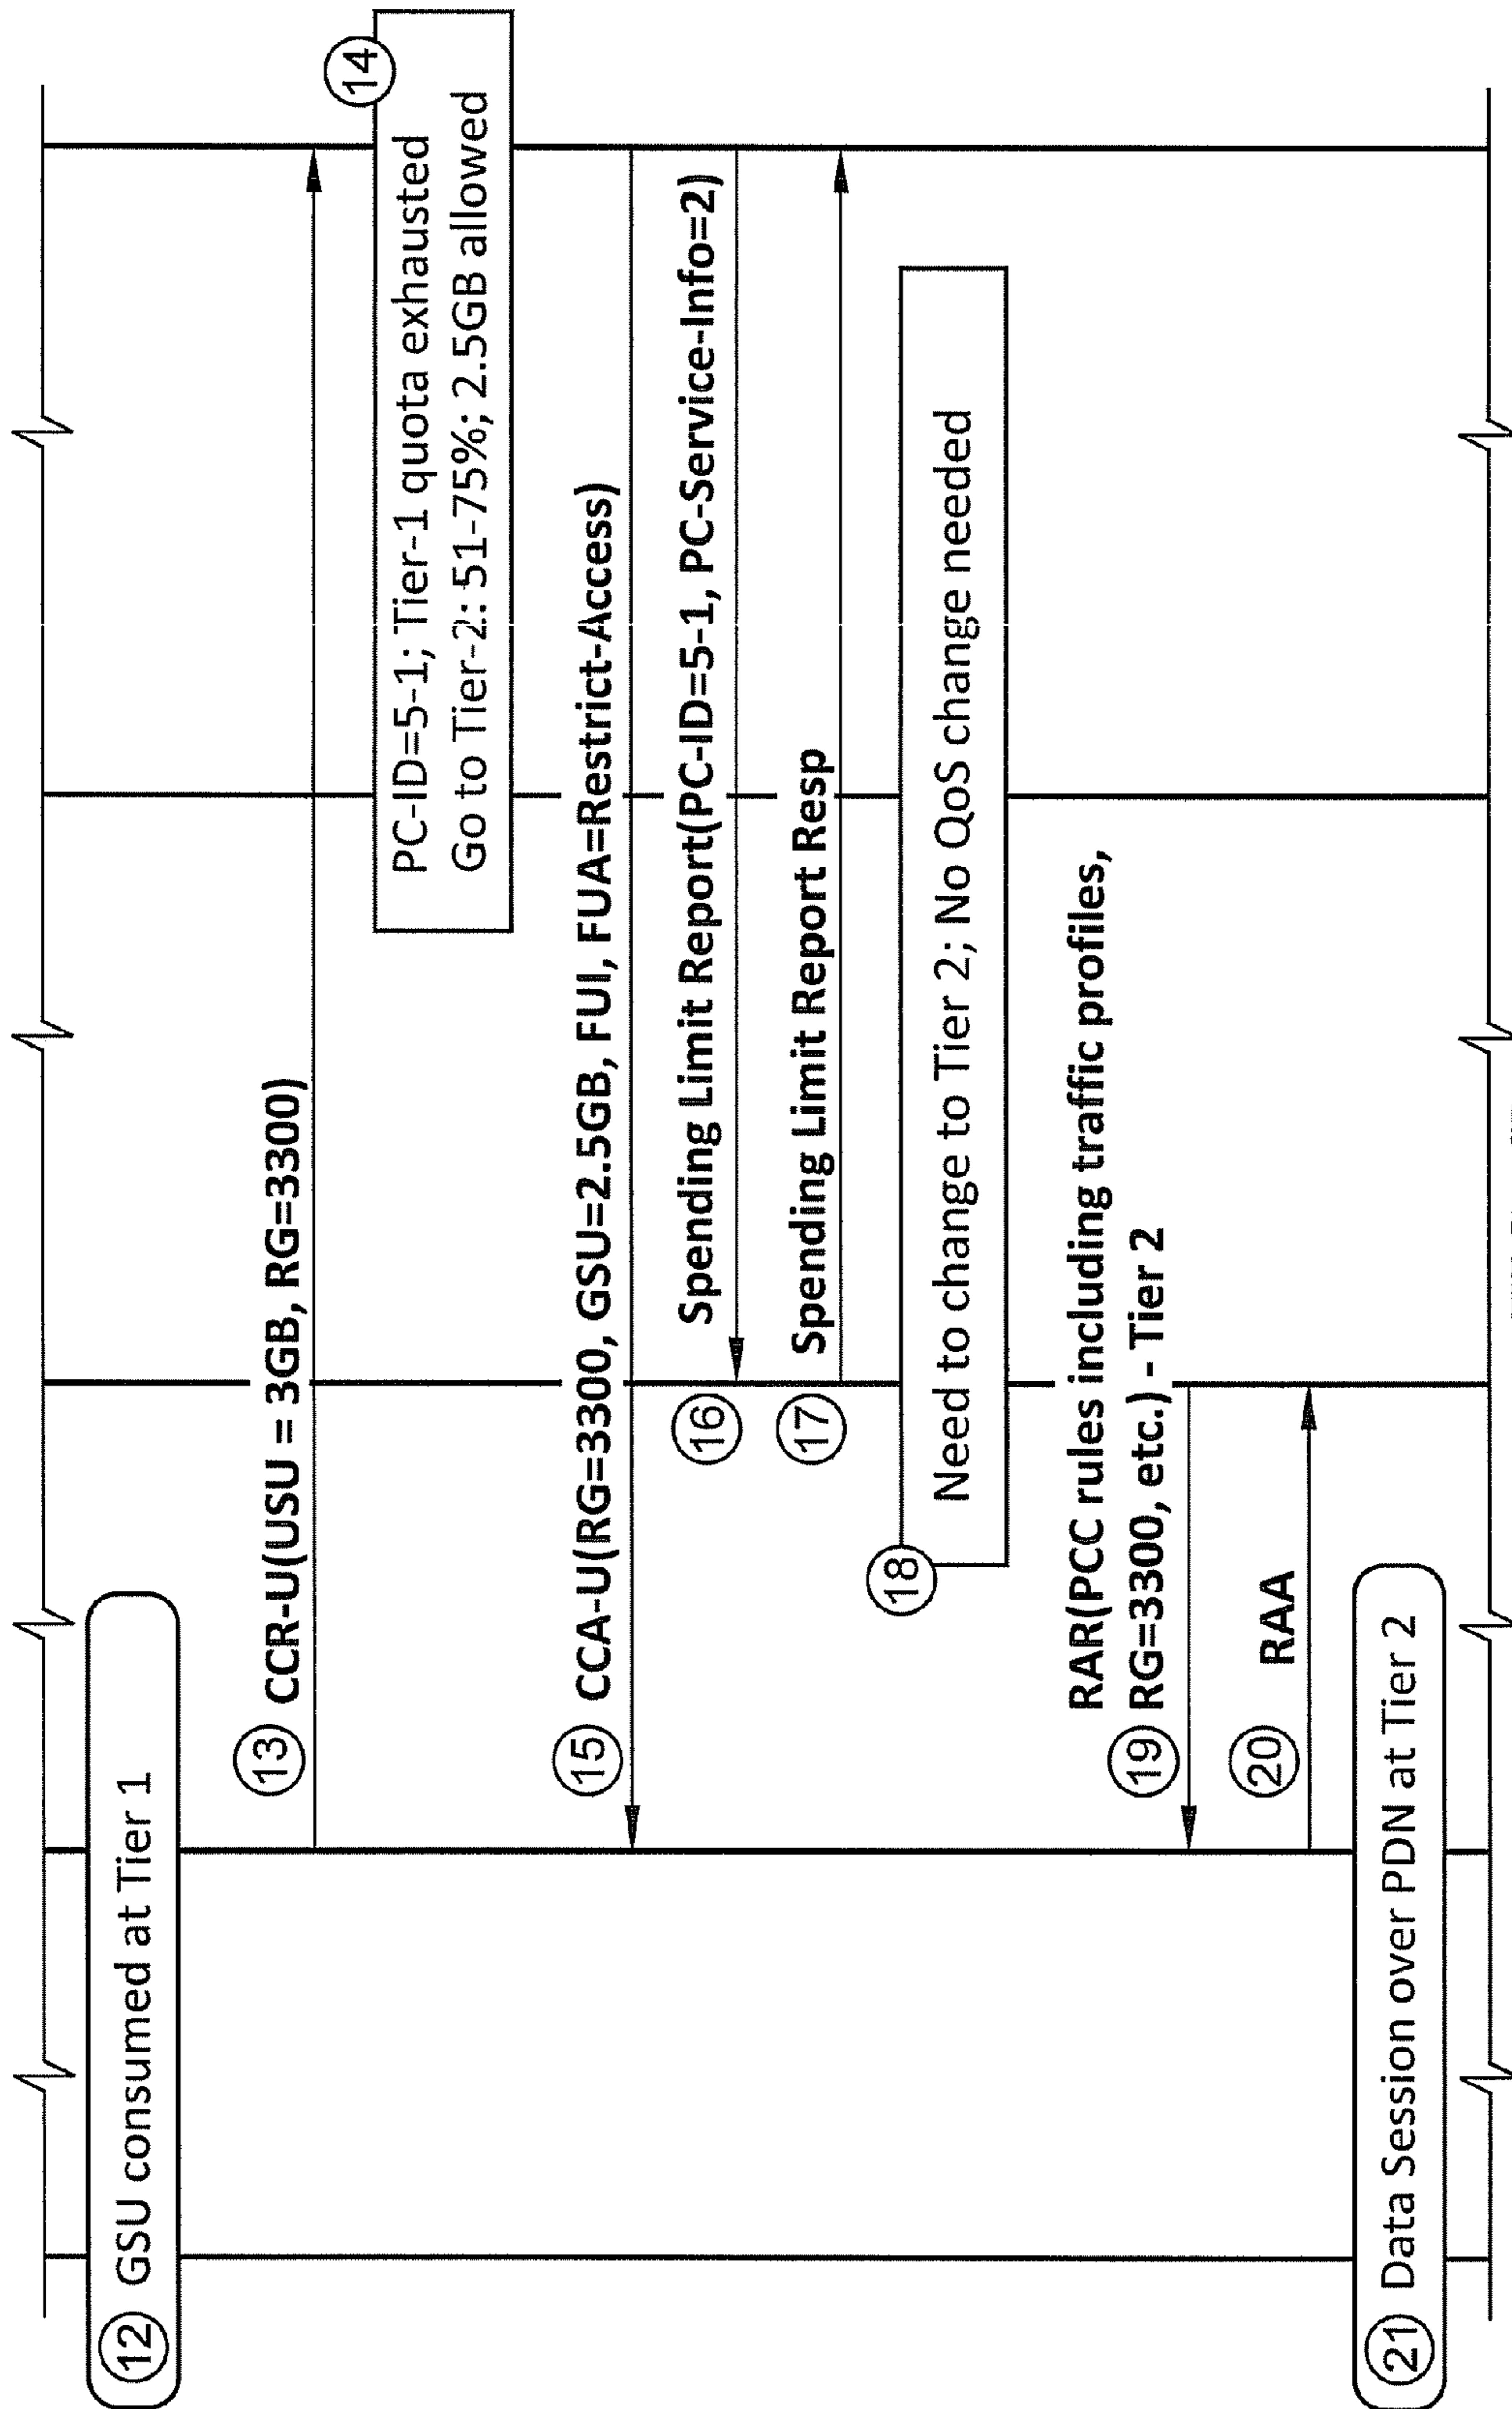 12 GSU consumed at Tier 1
13 CCR-U(USU = 3GB, RG=3300)
14
PC-ID=5-1; Tier-1 quota exhausted
Go to Tier-2: 51-75%; 2.5GB allowed
15 CCA-U(RG=3300, GSU=2.5GB, FUI, FUA=Restrict-Access)
16 Spending Limit Report(PC-ID=5-1, PC-Service-Info=2)
17 Spending Limit Report Resp
18
Need to change to Tier 2; No QoS change needed
RAR(PCC rules including traffic profiles,
19 RG=3300, etc.) - Tier 2
20 RAA
21 Data Session over PDN at Tier 2